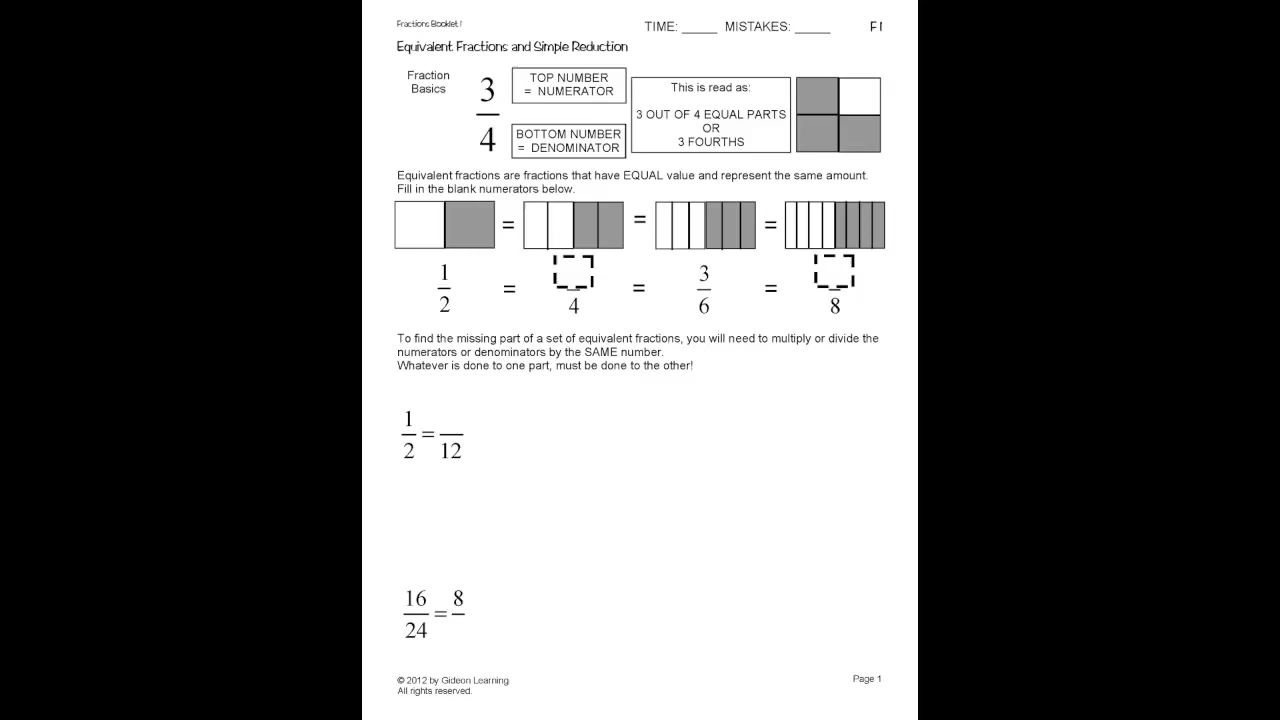 Fractions Booklet 1
TIME: _____ MISTAKES: _____ F1
Equivalent Fractions and Simple Reduction
Fraction
Basics
3
4
TOP NUMBER
= NUMERATOR
BOTTOM NUMBER
= DENOMINATOR
This is read as:
3 OUT OF 4 EQUAL PARTS
OR
3 FOURTHS
Equivalent fractions are fractions that have EQUAL value and represent the same amount.
Fill in the blank numerators below.
= = =
1 3
= = =
2 4 6 8
To find the missing part of a set of equivalent fractions, you will need to multiply or divide the
numerators or denominators by the SAME number.
Whatever is done to one part, must be done to the other!
1
=
2 12
16 8
=
24
© 2012 by Gideon Learning
All rights reserved.
Page 1